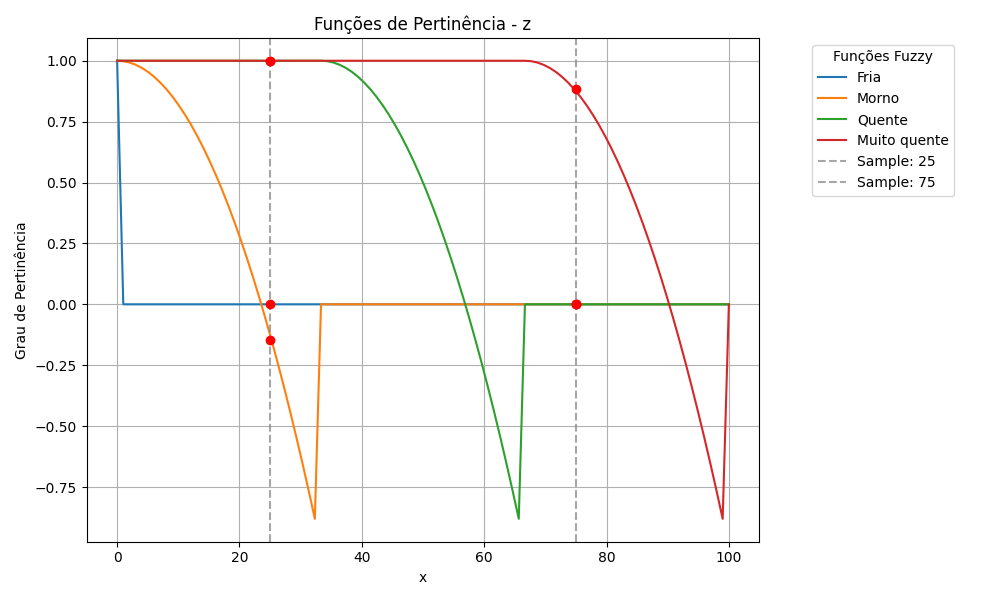 Funções de Pertinência - z
Grau de Pertinência
1.00
0.75
0.50
0.25
0.00
−0.25
−0.50
−0.75
0
20
40
60
80
100
x
Funções Fuzzy
Fria
Morno
Quente
Muito quente
Sample: 25
Sample: 75